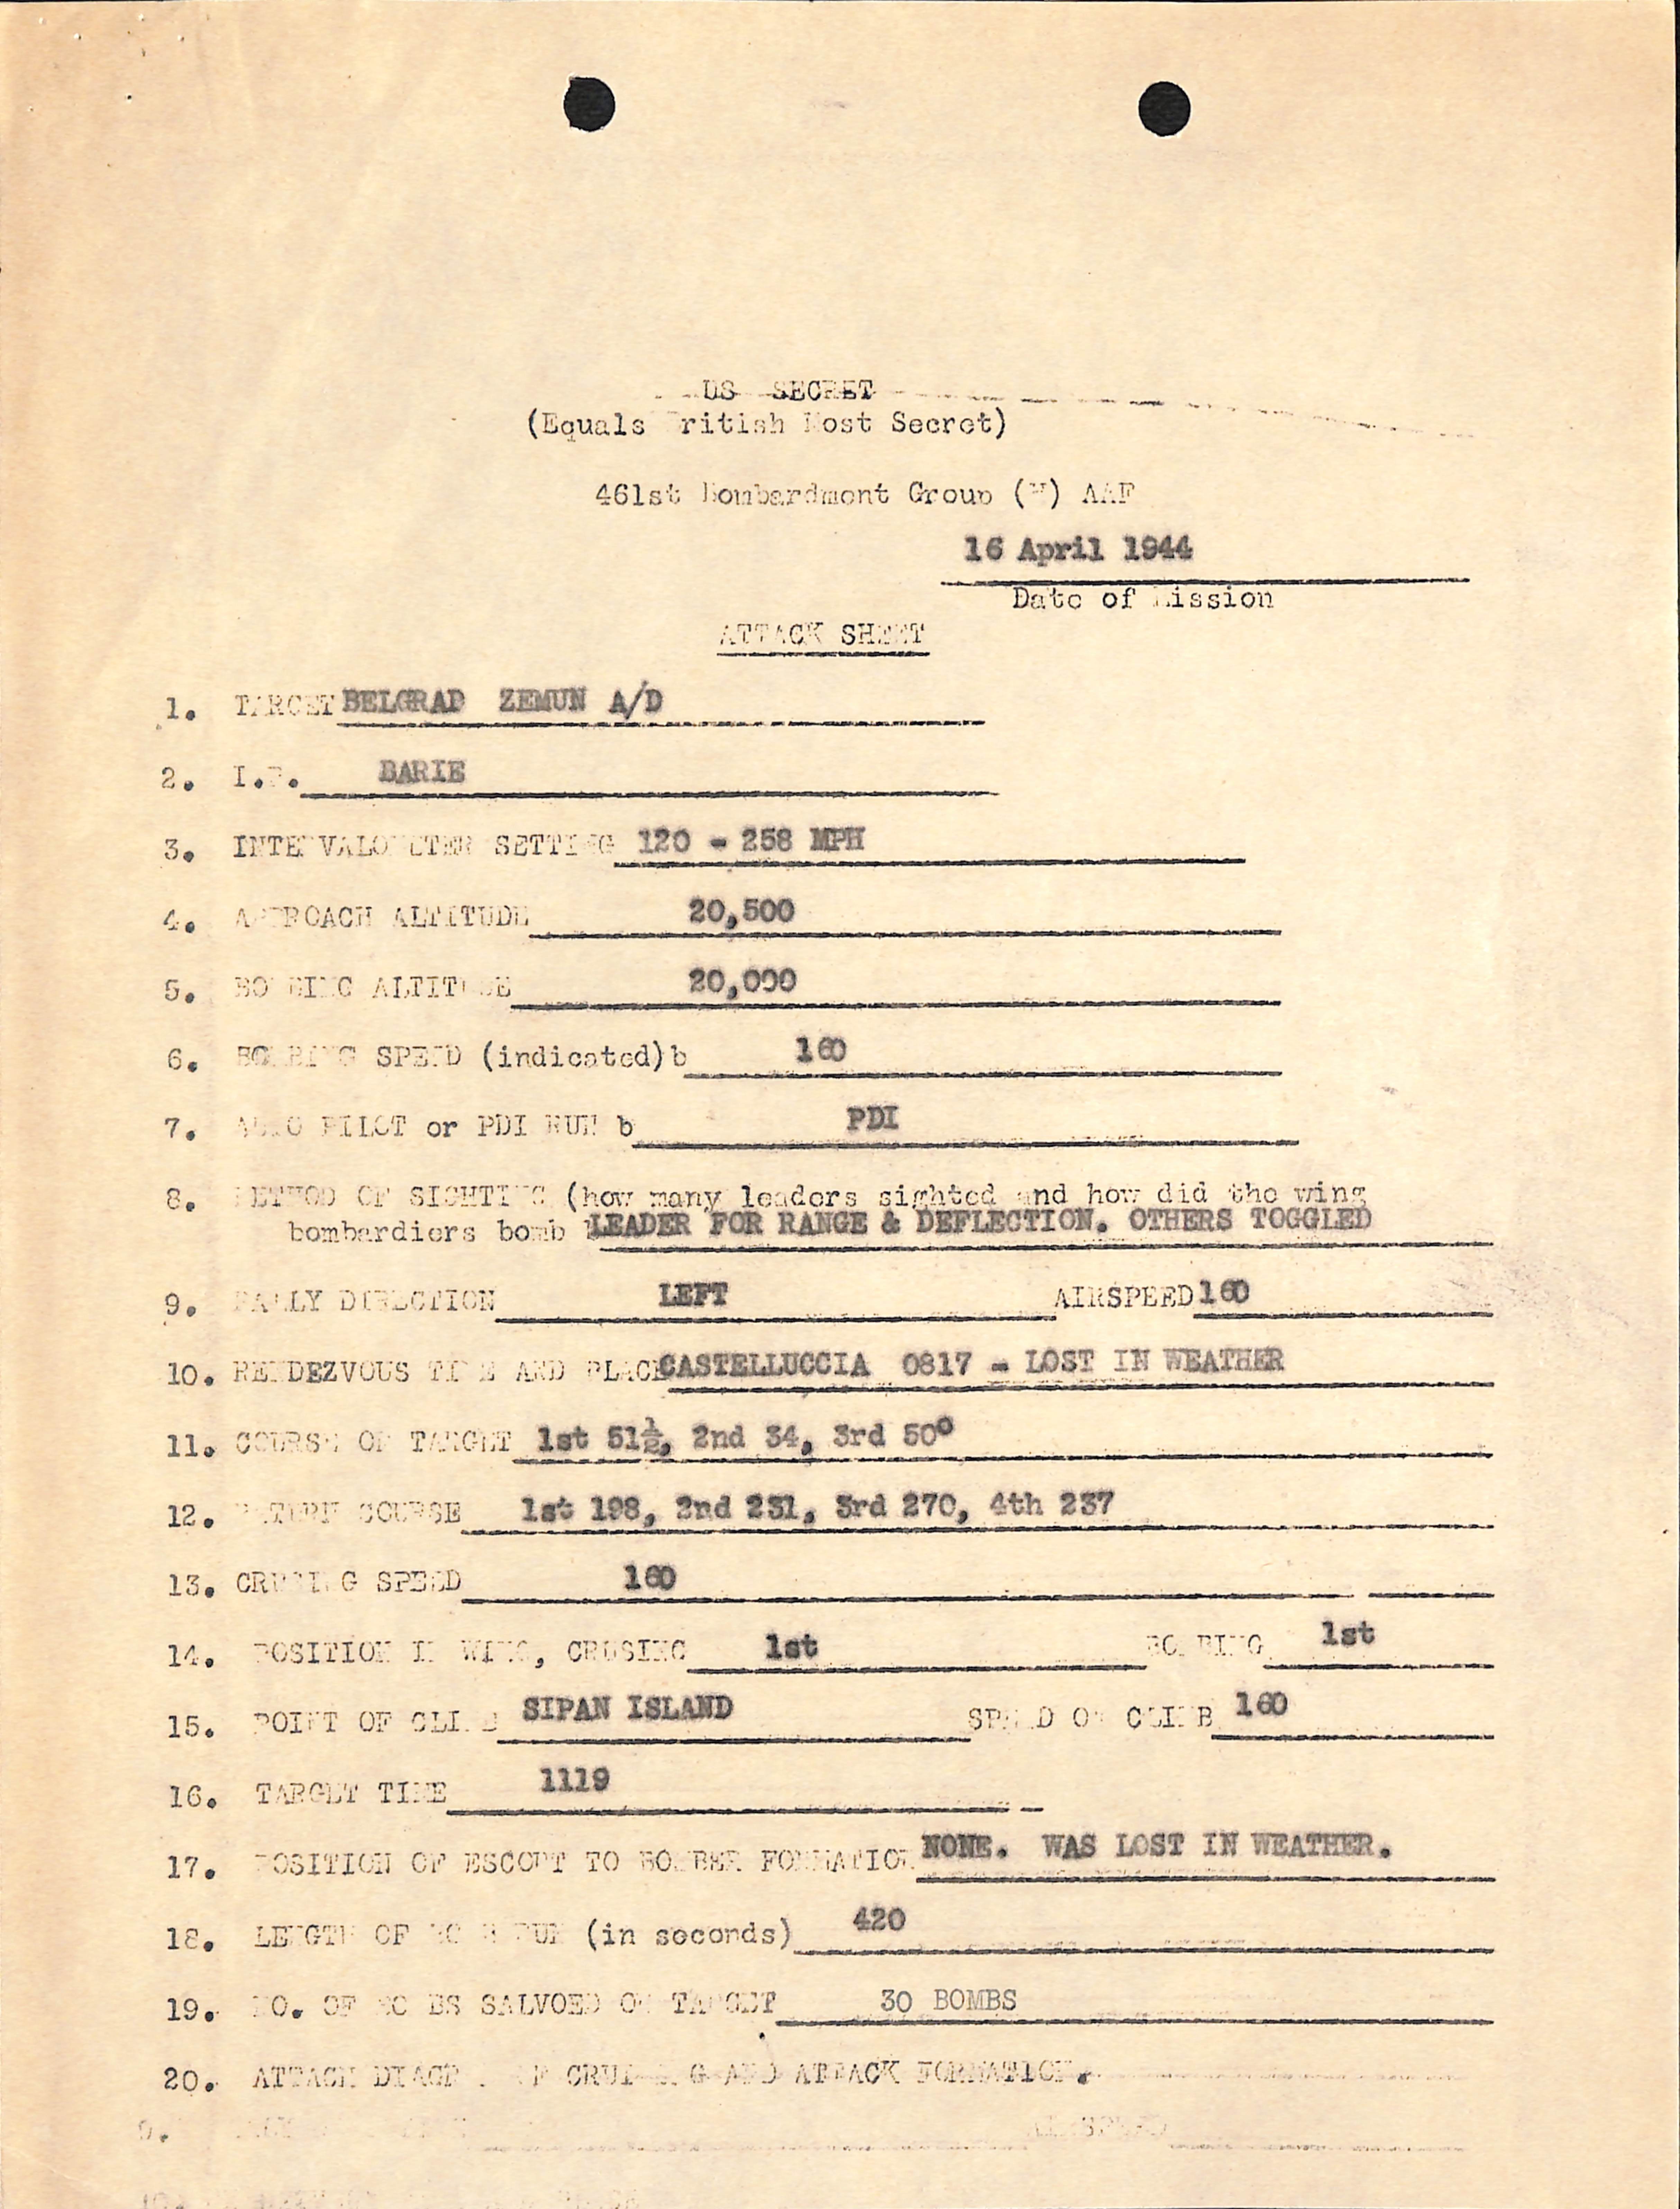 US SECRET
(Equals British Most Secret)
461st Bombardment Group (H) AAF
16 April 1944
Date of Mission
ATTACK SHEET
1. TARGET BELGRAD ZEMUN A/D
2. I.P. BARIE
3. INTERVALOMETER SETTING 120 - 258 MPH
4. APPROACH ALTITUDE 20,500
5. BOMBING ALTITUDE 20,000
6. BOMBING SPEED (indicated) b 160
7. AUTO PILOT or PDI RUN b PDI
8. METHOD OF SIGHTING (how many leaders sighted and how did the wing
bombardiers bomb LEADER FOR RANGE & DEFLECTION. OTHERS TOGGLED
9. RALLY DIRECTION LEFT AIRSPEED 160
10. RENDEZVOUS TIME AND PLACE CASTELLUCCIA 0817 - LOST IN WEATHER
11. COURSE OF TARGET 1st 51½, 2nd 34, 3rd 50°
12. RETURN COURSE 1st 198, 2nd 231, 3rd 270, 4th 237
13. CRUSING SPEED 160
14. POSITION IN WING, CRUSING 1st BOMBING 1st
15. POINT OF CLIMB SIPAN ISLAND SPEED OF CLIMB 160
16. TARGET TIME 1119
17. POSITION OF ESCORT TO BOMBER FORMATION NONE. WAS LOST IN WEATHER.
18. LENGTH OF BOMB RUN (in seconds) 420
19. NO. OF BOMBS SALVOED ON TARGET 30 BOMBS
20. ATTACH DIAGRAM OF CRUISING AND ATTACK FORMATION.